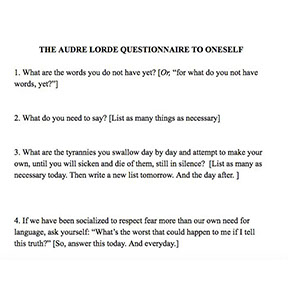 THE AUDRE LORDE QUESTIONNAIRE TO ONESELF
1. What are the words you do not have yet? [Or, “for what do you not have
words, yet?”]
2. What do you need to say? [List as many things as necessary]
3. What are the tyrannies you swallow day by day and attempt to make your
own, until you will sicken and die of them, still in silence?  [List as many as
necessary today. Then write a new list tomorrow. And the day after. ]
4. If we have been socialized to respect fear more than our own need for
language, ask yourself: “What’s the worst that could happen to me if I tell
this truth?” [So, answer this today. And everyday.]